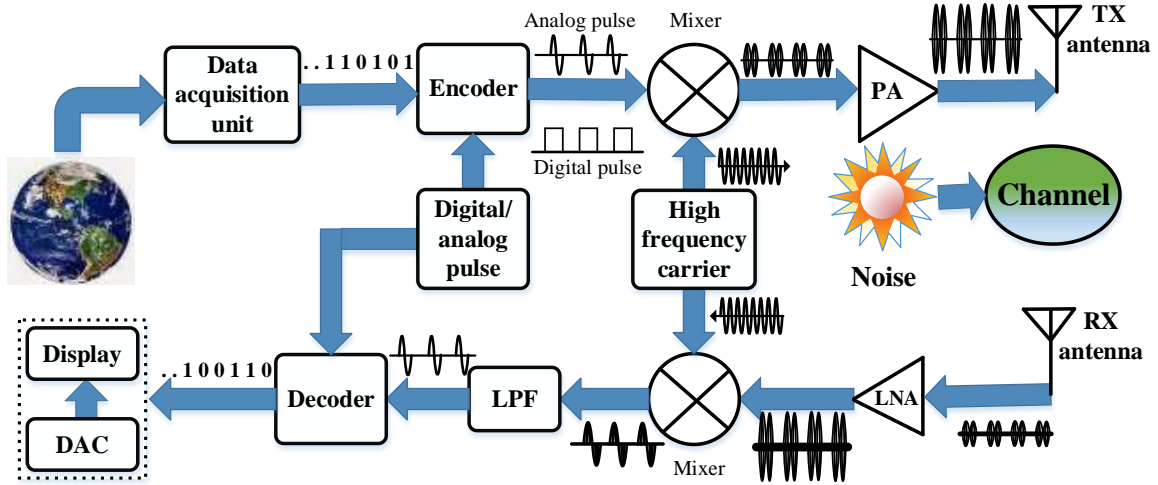 Analog pulse
Mixer
TX
antenna
Data
acquisition
unit
..110101
Encoder
PA
Digital pulse
Digital/
analog
pulse
High
frequency
carrier
Channel
Noise
RX
antenna
Display
DAC
..100110
Decoder
LPF
LNA
Mixer